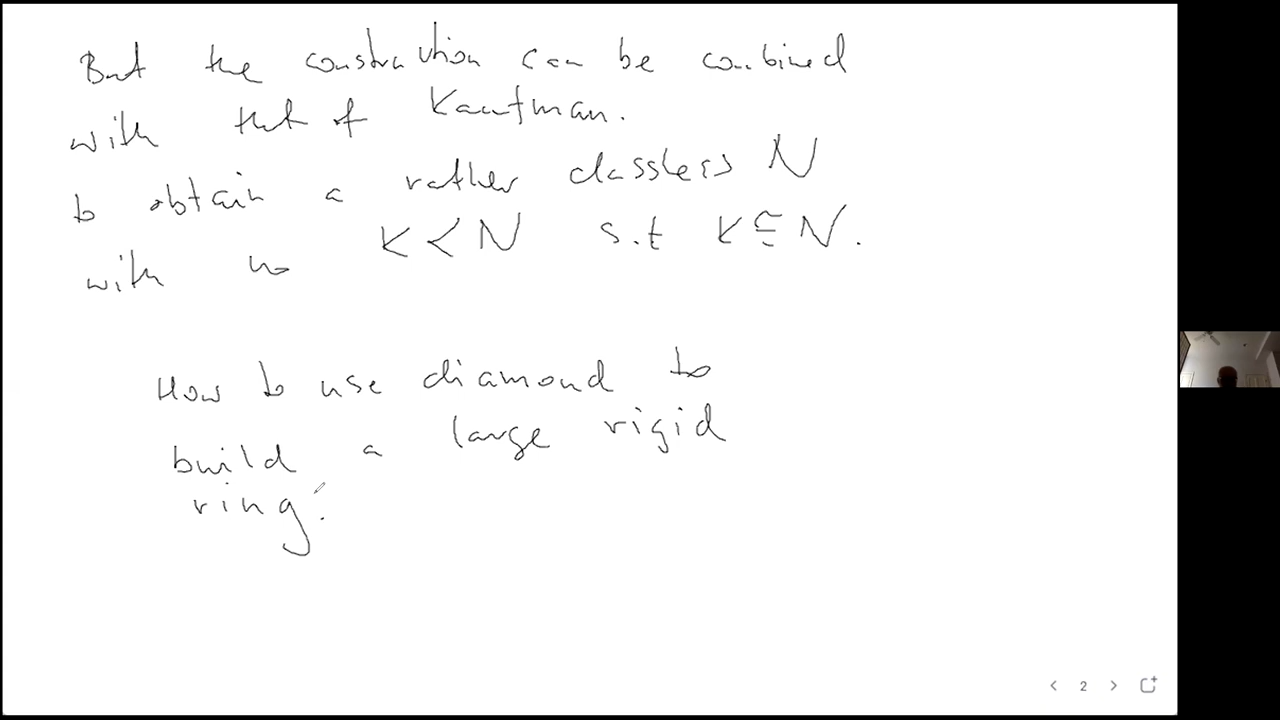 But the construction can be combined
with that of Kaufman.
to obtain a rather classless N
with no K ≺ N s.t K ⊆ N.
How to use diamond to
build a large rigid
ring:
2